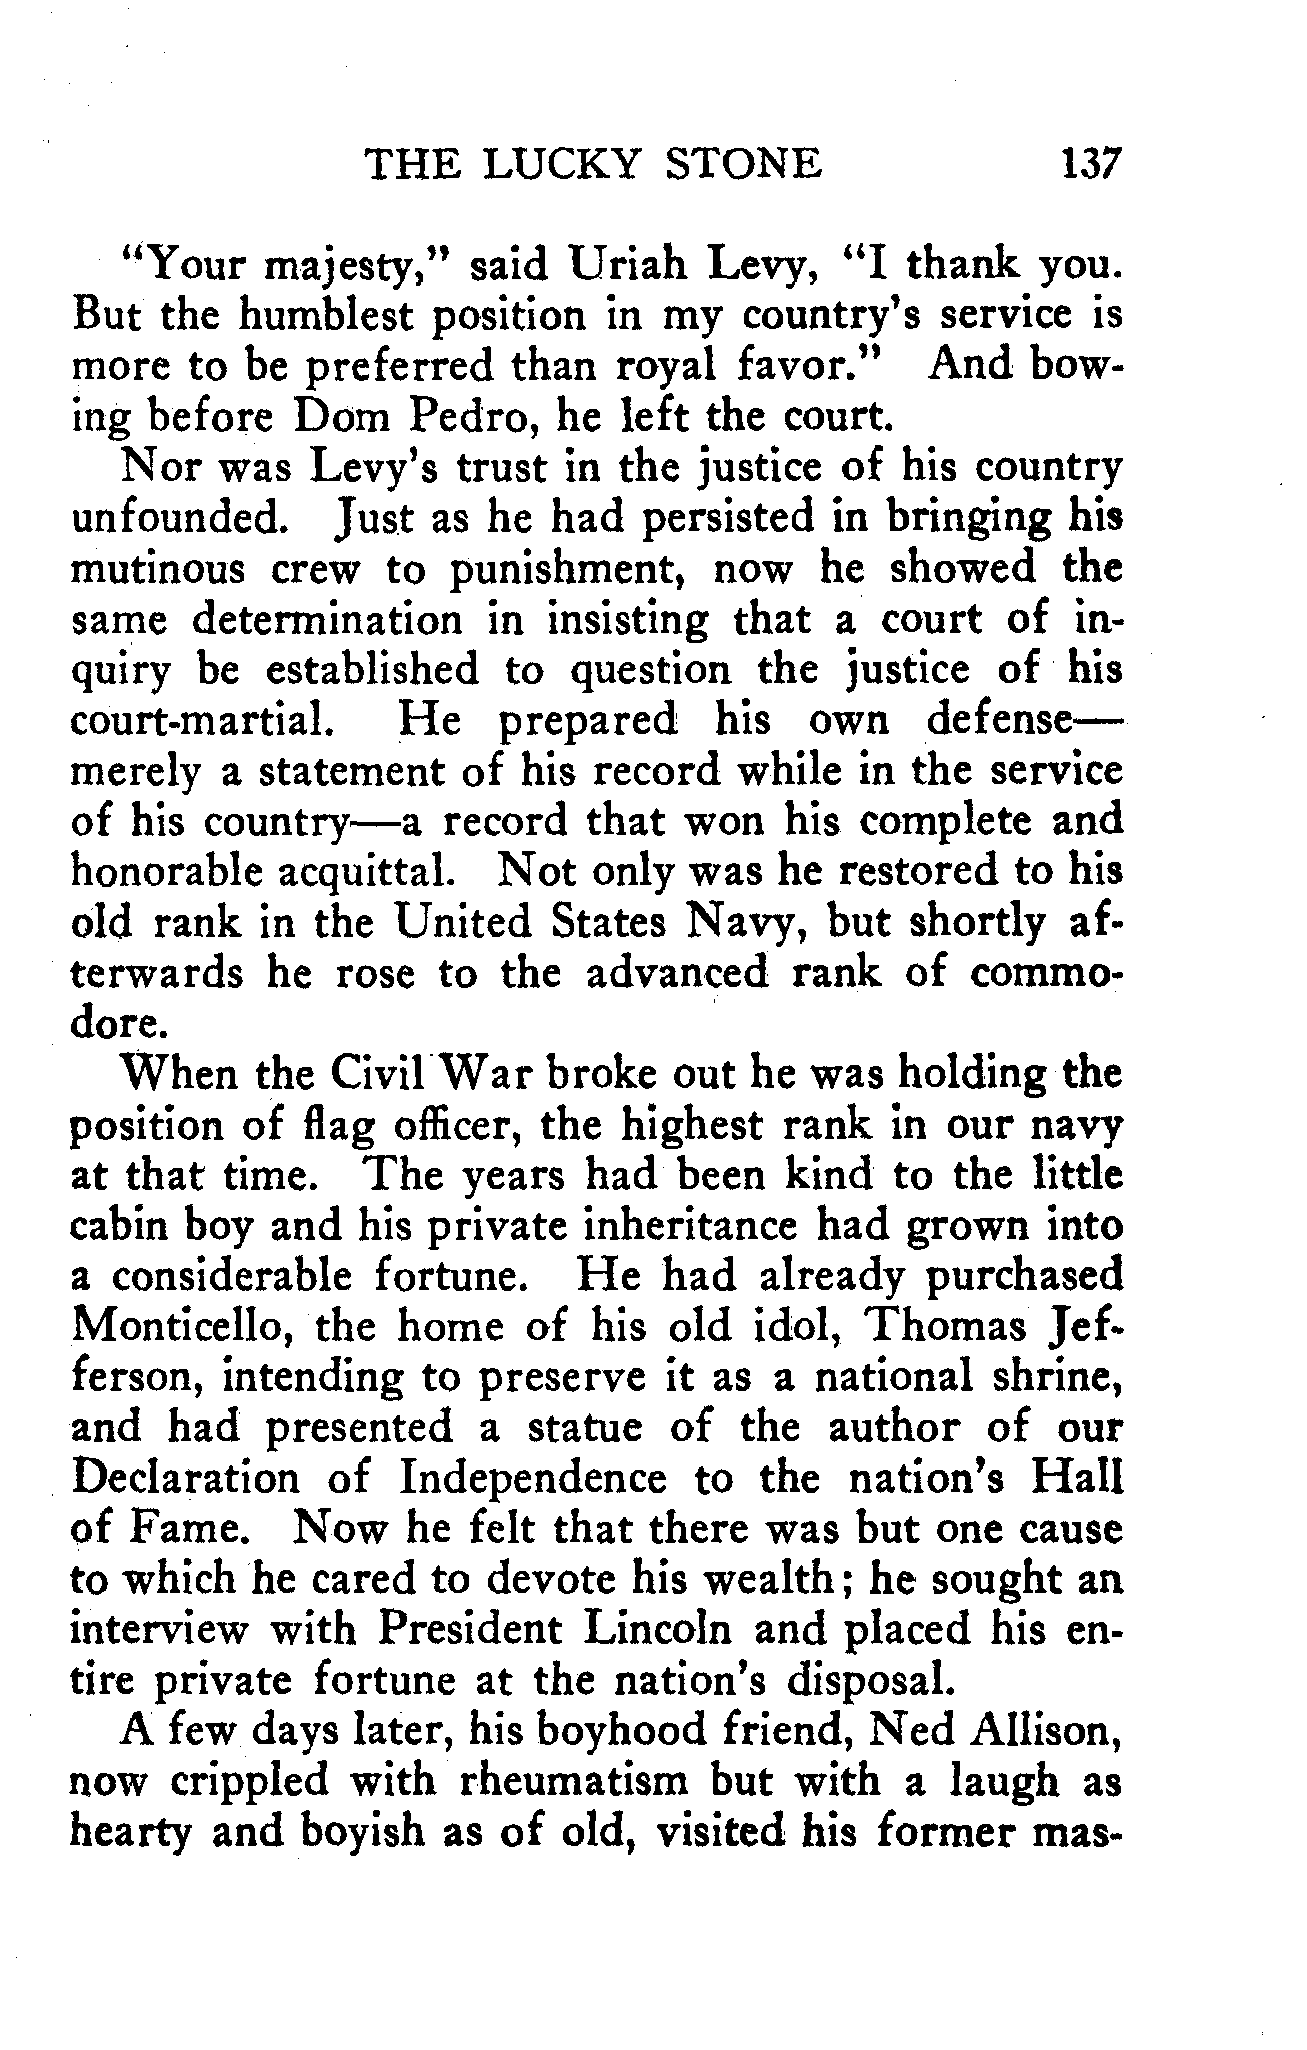 THE LUCKY STONE 137
“Your majesty,” said Uriah Levy, “I thank you.
But the humblest position in my country’s service is
more to be preferred than royal favor.” And bow-
ing before Dom Pedro, he left the court.
Nor was Levy’s trust in the justice of his country
unfounded. Just as he had persisted in bringing his
mutinous crew to punishment, now he showed the
same determination in insisting that a court of in-
quiry be established to question the justice of his
court-martial. He prepared his own defense—
merely a statement of his record while in the service
of his country—a record that won his complete and
honorable acquittal. Not only was he restored to his
old rank in the United States Navy, but shortly af-
terwards he rose to the advanced rank of commo-
dore.
When the Civil War broke out he was holding the
position of flag officer, the highest rank in our navy
at that time. The years had been kind to the little
cabin boy and his private inheritance had grown into
a considerable fortune. He had already purchased
Monticello, the home of his old idol, Thomas Jef-
ferson, intending to preserve it as a national shrine,
and had presented a statue of the author of our
Declaration of Independence to the nation’s Hall
of Fame. Now he felt that there was but one cause
to which he cared to devote his wealth; he sought an
interview with President Lincoln and placed his en-
tire private fortune at the nation’s disposal.
A few days later, his boyhood friend, Ned Allison,
now crippled with rheumatism but with a laugh as
hearty and boyish as of old, visited his former mas-